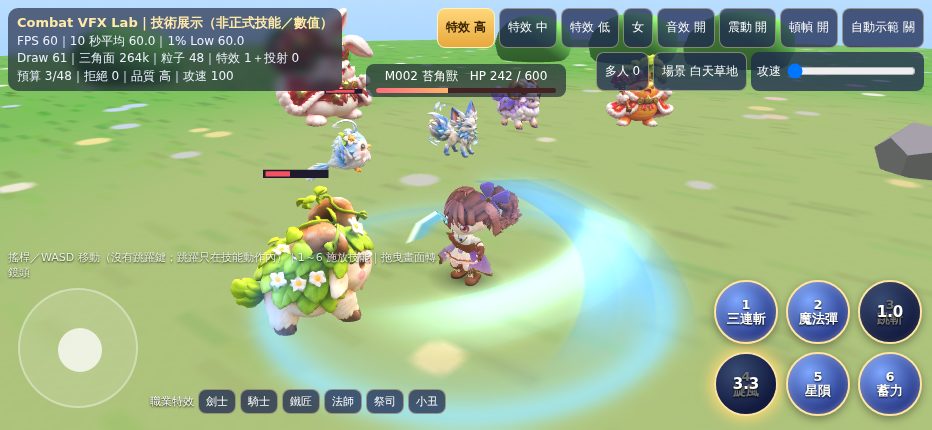 Combat VFX Lab｜技術展示（非正式技能／數值）
FPS 60｜10 秒平均 60.0｜1% Low 60.0
Draw 61｜三角面 264k｜粒子 48｜特效 1＋投射 0
預算 3/48｜拒絕 0｜品質 高｜攻速 100
特效 高
特效 中
特效 低
女
音效 開
震動 開
頓幀 開
自動示範 關
M002 苔角獸 HP 242 / 600
多人 0
場景 白天草地
攻速
搖桿／WASD 移動（沒有跳躍鍵；跳躍只在技能動作內）｜1～6 施放技能｜拖曳畫面轉
鏡頭
1
三連斬
2
魔法彈
3
1.0
4
3.3
旋風
5
星隕
6
蓄力
職業特效
劍士
騎士
鐵匠
法師
祭司
小丑